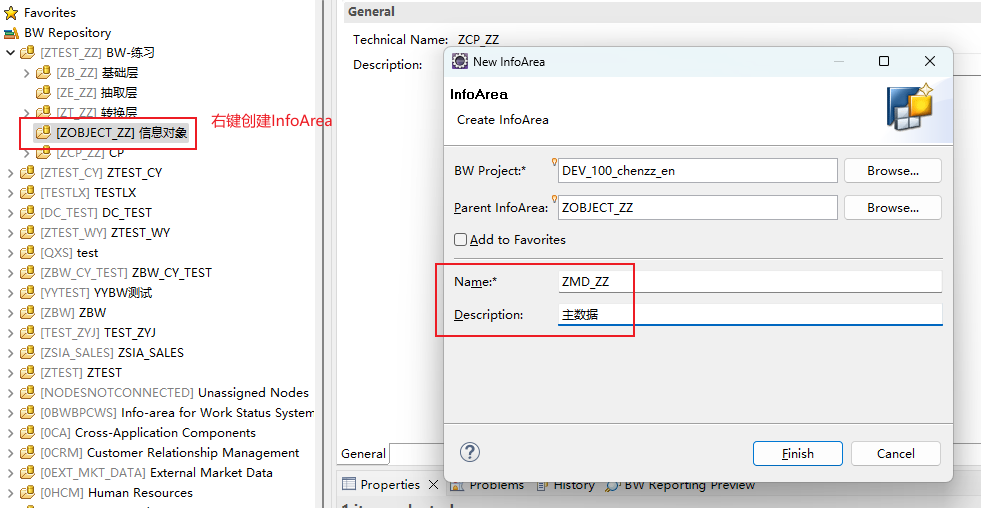 Favorites
BW Repository
[ZTEST_ZZ] BW-练习
[ZB_ZZ] 基础层
[ZE_ZZ] 抽取层
[ZT_ZZ] 转换层
[ZOBJECT_ZZ] 信息对象
[ZCP_ZZ] CP
[ZTEST_CY] ZTEST_CY
[TESTLX] TESTLX
[DC_TEST] DC_TEST
[ZTEST_WY] ZTEST_WY
[QXS] test
[ZBW_CY_TEST] ZBW_CY_TEST
[YYTEST] YYBW测试
[ZBW] ZBW
[TEST_ZYJ] TEST_ZYJ
[ZSIA_SALES] ZSIA_SALES
[ZTEST] ZTEST
[NODESNOTCONNECTED] Unassigned Nodes
[0BWBPCWS] Info-area for Work Status System
[0CA] Cross-Application Components
[0CRM] Customer Relationship Management
[0EXT_MKT_DATA] External Market Data
[0HCM] Human Resources
右键创建InfoArea
General
Technical Name: ZCP_ZZ
Description:
New InfoArea
InfoArea
Create InfoArea
BW Project:* DEV_100_chenzz_en Browse...
Parent InfoArea: ZOBJECT_ZZ Browse...
Add to Favorites
Name:* ZMD_ZZ
Description: 主数据
? Finish Cancel
General
Properties Problems History BW Reporting Preview